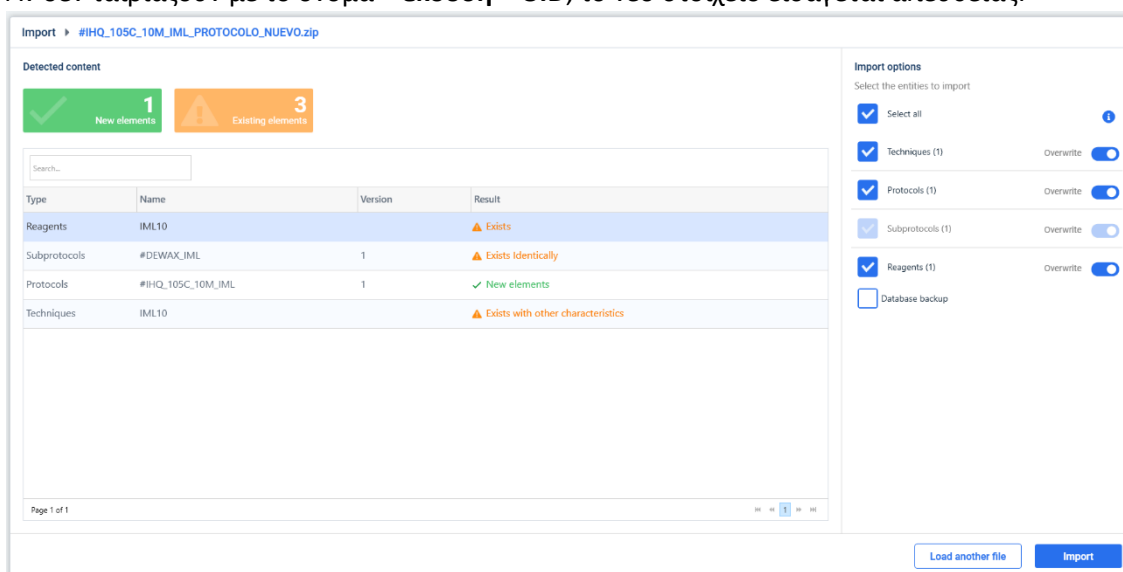 Import ▸ #IHQ_105C_10M_IML_PROTOCOLO_NUEVO.zip
Detected content
1
New elements
3
Existing elements
Search...
Type Name Version Result
Reagents IML10 Exists
Subprotocols #DEWAX_IML 1 Exists Identically
Protocols #IHQ_105C_10M_IML 1 New elements
Techniques IML10 Exists with other characteristics
Page 1 of 1
1
Import options
Select the entities to import
Select all
Techniques (1) Overwrite
Protocols (1) Overwrite
Subprotocols (1) Overwrite
Reagents (1) Overwrite
Database backup
Load another file Import